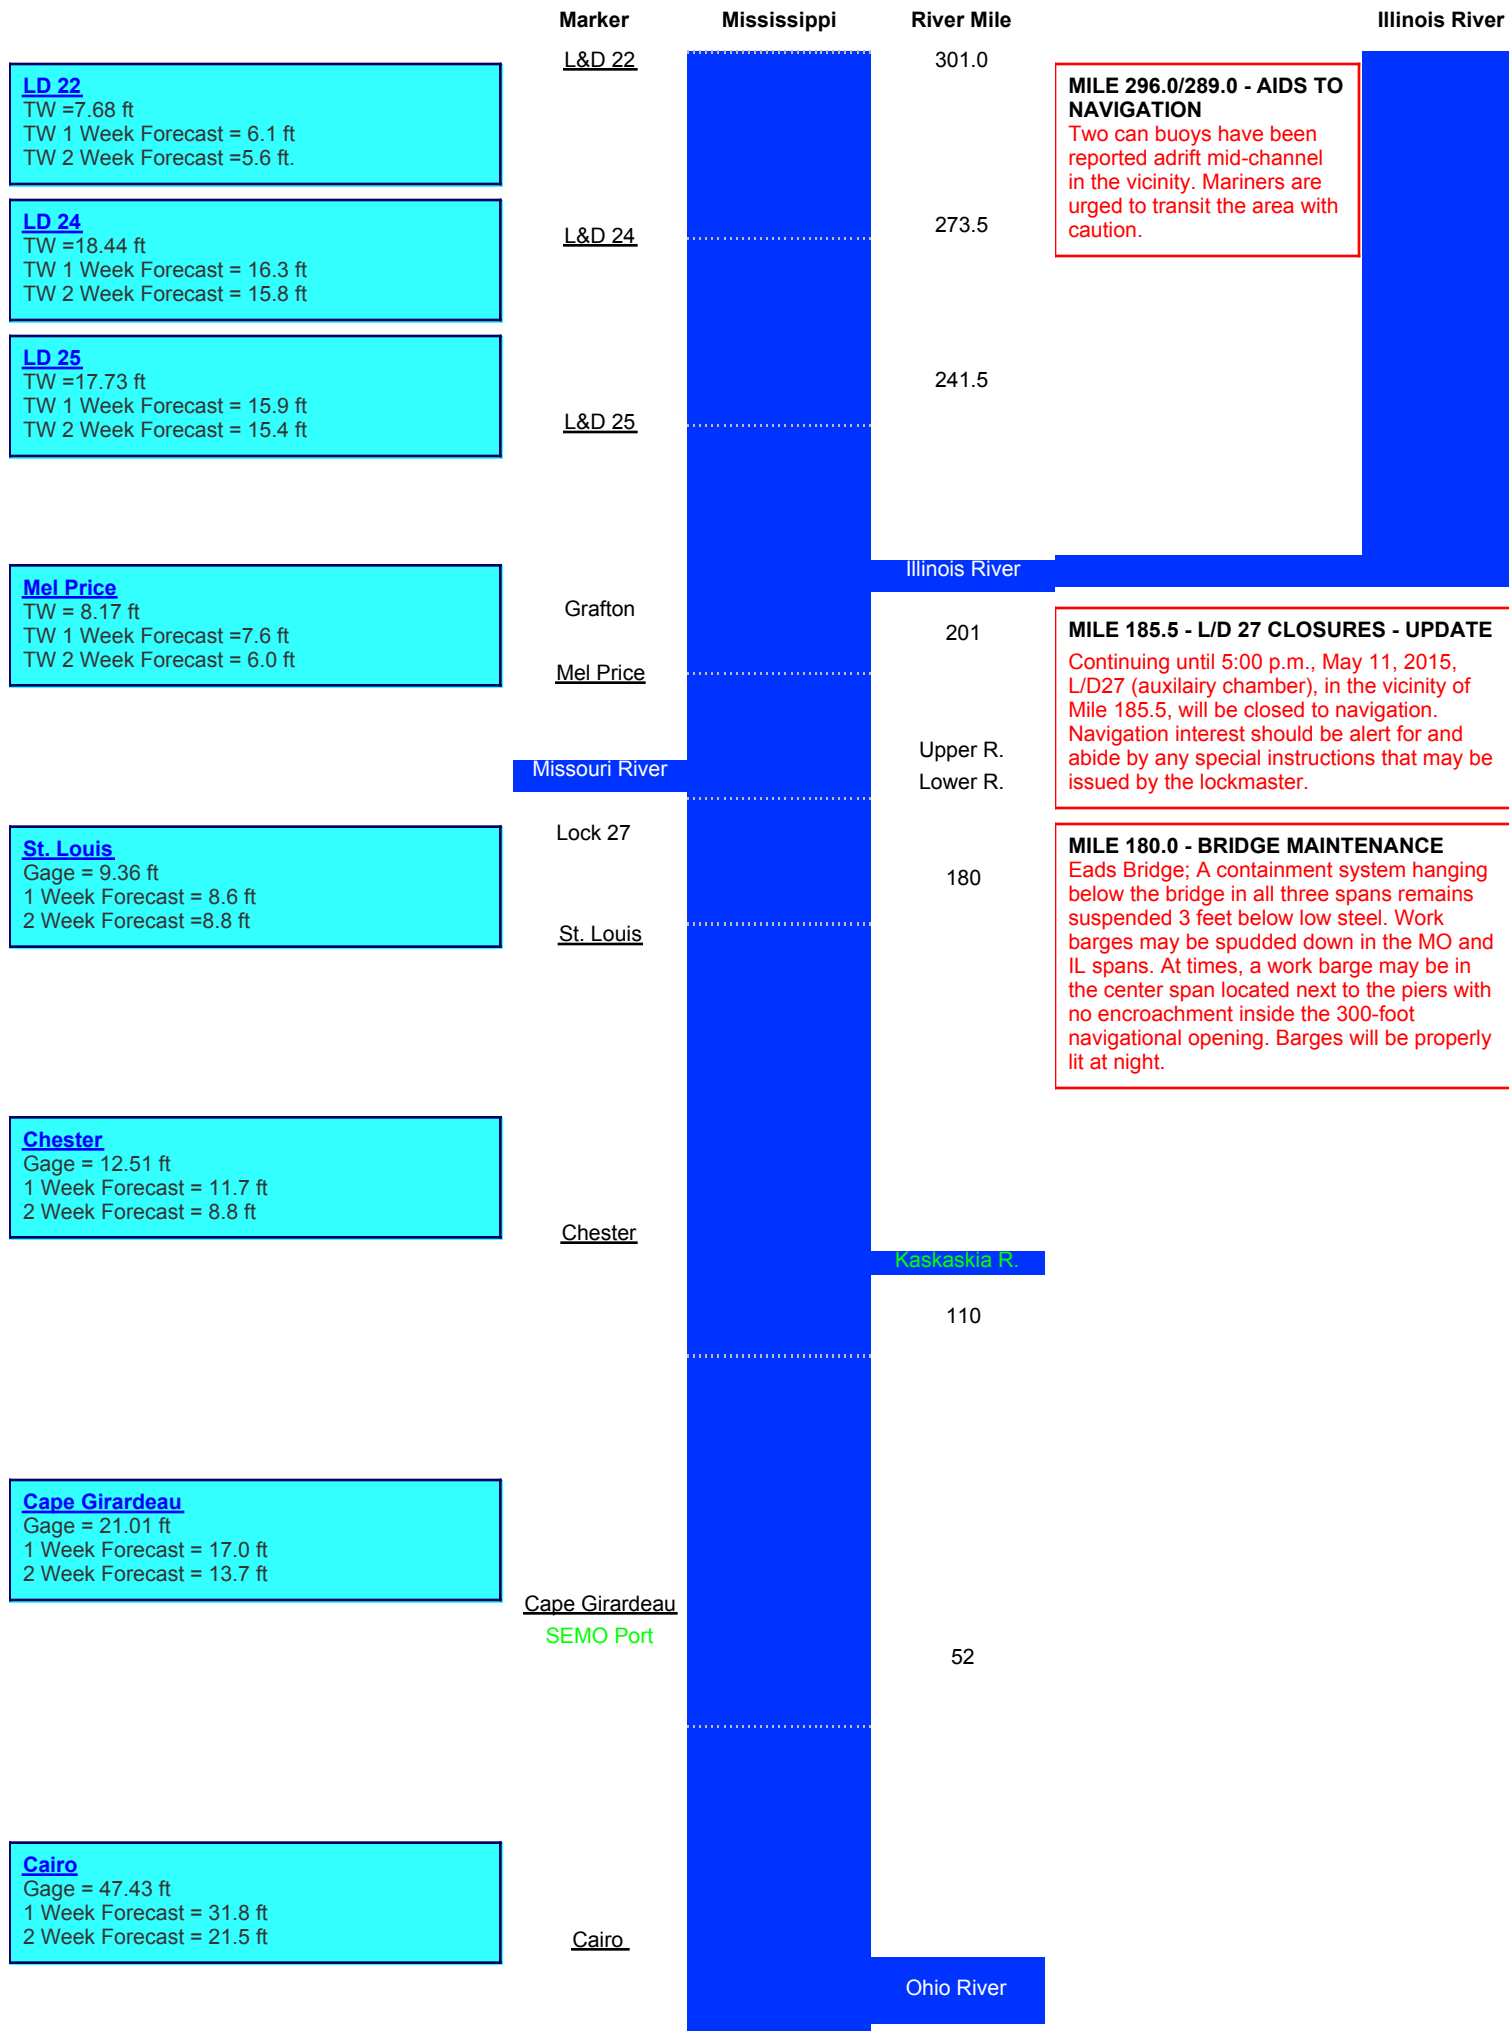 Marker Mississippi River Mile Illinois River
L&D 22 301.0
LD 22
TW =7.68 ft
TW 1 Week Forecast = 6.1 ft
TW 2 Week Forecast =5.6 ft.
MILE 296.0/289.0 - AIDS TO
NAVIGATION
Two can buoys have been
reported adrift mid-channel
in the vicinity. Mariners are
urged to transit the area with
caution.
LD 24
TW =18.44 ft
TW 1 Week Forecast = 16.3 ft
TW 2 Week Forecast = 15.8 ft
L&D 24 273.5
LD 25
TW =17.73 ft
TW 1 Week Forecast = 15.9 ft
TW 2 Week Forecast = 15.4 ft
241.5
L&D 25
Illinois River
Mel Price
TW = 8.17 ft
TW 1 Week Forecast =7.6 ft
TW 2 Week Forecast = 6.0 ft
Grafton
201
Mel Price
MILE 185.5 - L/D 27 CLOSURES - UPDATE
Continuing until 5:00 p.m., May 11, 2015,
L/D27 (auxilairy chamber), in the vicinity of
Mile 185.5, will be closed to navigation.
Navigation interest should be alert for and
abide by any special instructions that may be
issued by the lockmaster.
Upper R.
Missouri River
Lower R.
Lock 27
St. Louis
Gage = 9.36 ft
1 Week Forecast = 8.6 ft
2 Week Forecast =8.8 ft
180
St. Louis
MILE 180.0 - BRIDGE MAINTENANCE
Eads Bridge; A containment system hanging
below the bridge in all three spans remains
suspended 3 feet below low steel. Work
barges may be spudded down in the MO and
IL spans. At times, a work barge may be in
the center span located next to the piers with
no encroachment inside the 300-foot
navigational opening. Barges will be properly
lit at night.
Chester
Gage = 12.51 ft
1 Week Forecast = 11.7 ft
2 Week Forecast = 8.8 ft
Chester
Kaskaskia R.
110
Cape Girardeau
Gage = 21.01 ft
1 Week Forecast = 17.0 ft
2 Week Forecast = 13.7 ft
Cape Girardeau
SEMO Port
52
Cairo
Gage = 47.43 ft
1 Week Forecast = 31.8 ft
2 Week Forecast = 21.5 ft
Cairo
Ohio River